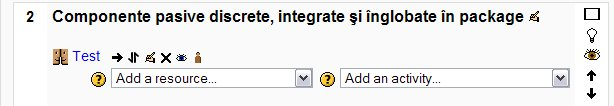 2 Componente pasive discrete, integrate şi înglobate în package
Test
Add a resource... Add an activity...